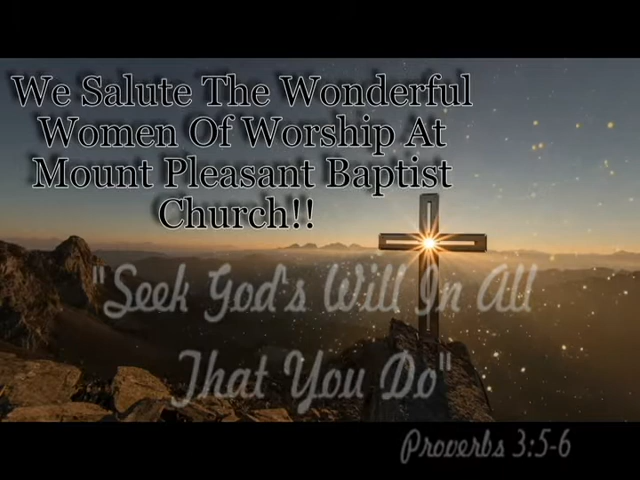 We Salute The Wonderful
Women Of Worship At
Mount Pleasant Baptist
Church!!
"Seek God's Will In All
That You Do"
Proverbs 3:5-6